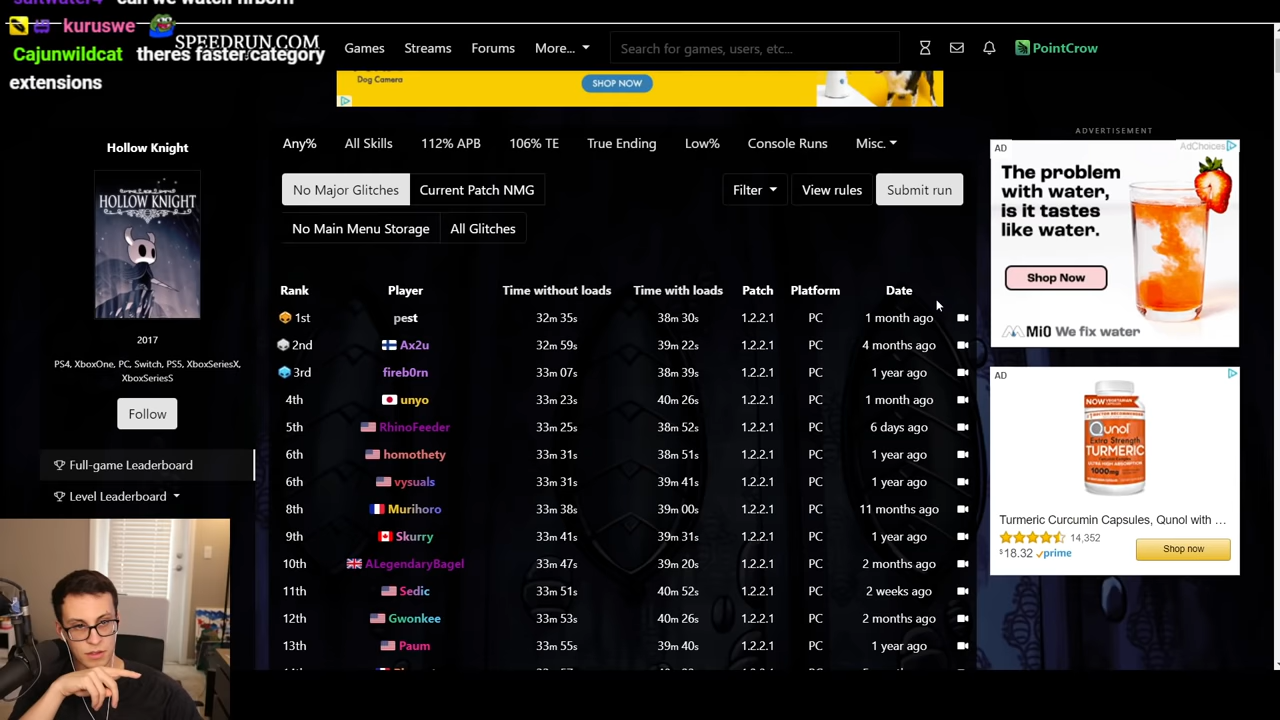 saltwater4 can we watch firborn
kuruswe
Cajunwildcat theres faster category
extensions
SPEEDRUN.COM
Games Streams Forums More... Search for games, users, etc... PointCrow
Dog Camera
SHOP NOW
ADVERTISEMENT
Hollow Knight
HOLLOW KNIGHT
2017
PS4, XboxOne, PC, Switch, PS5, XboxSeriesX,
XboxSeriesS
Follow
Full-game Leaderboard
Level Leaderboard
Any% All Skills 112% APB 106% TE True Ending Low% Console Runs Misc.
No Major Glitches Current Patch NMG Filter View rules Submit run
No Main Menu Storage All Glitches
Rank Player Time without loads Time with loads Patch Platform Date
1st pest 32m 35s 38m 30s 1.2.2.1 PC 1 month ago
2nd Ax2u 32m 59s 39m 22s 1.2.2.1 PC 4 months ago
3rd fireb0rn 33m 07s 38m 39s 1.2.2.1 PC 1 year ago
4th unyo 33m 23s 40m 26s 1.2.2.1 PC 1 month ago
5th RhinoFeeder 33m 25s 38m 52s 1.2.2.1 PC 6 days ago
6th homothety 33m 31s 38m 51s 1.2.2.1 PC 1 year ago
6th vysuals 33m 31s 39m 41s 1.2.2.1 PC 1 year ago
8th Murihoro 33m 38s 39m 00s 1.2.2.1 PC 11 months ago
9th Skurry 33m 41s 39m 31s 1.2.2.1 PC 1 year ago
10th ALegendaryBagel 33m 47s 39m 20s 1.2.2.1 PC 2 months ago
11th Sedic 33m 51s 40m 52s 1.2.2.1 PC 2 weeks ago
12th Gwonkee 33m 53s 40m 26s 1.2.2.1 PC 2 months ago
13th Paum 33m 55s 39m 40s 1.2.2.1 PC 1 year ago
AD AdChoices
The problem
with water,
is it tastes
like water.
Shop Now
MiO We fix water
AD
NOW
Qunol
Extra Strength
TURMERIC
1000mg
Turmeric Curcumin Capsules, Qunol with ...
14,352
$18.32 prime
Shop now